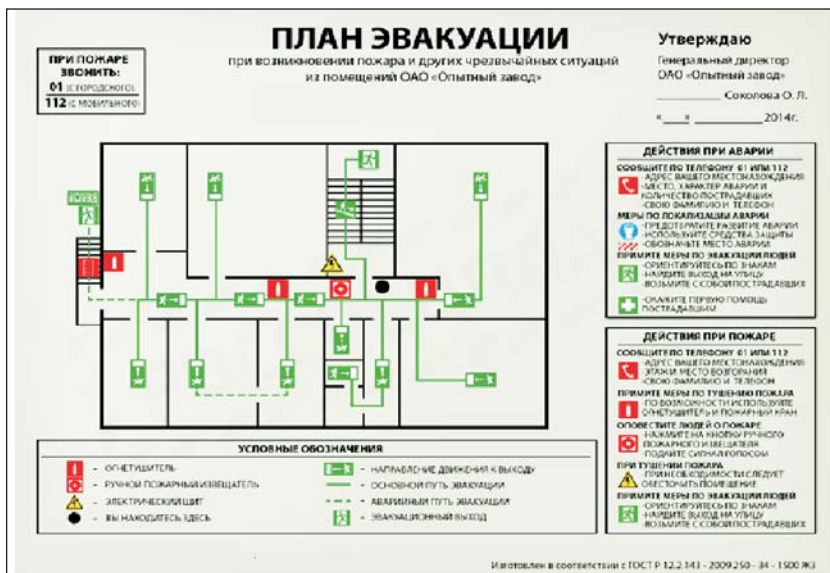 ПРИ ПОЖАРЕ
ЗВОНИТЬ:
01 (С ГОРОДСКОГО),
112 (С МОБИЛЬНОГО)
ПЛАН ЭВАКУАЦИИ
при возникновении пожара и других чрезвычайных ситуаций
из помещений ОАО «Опытный завод»
Утверждаю
Генеральный директор
ОАО «Опытный завод»
__________ Соколова О. Л.
«____» __________ 2014г.
ДЕЙСТВИЯ ПРИ АВАРИИ
СООБЩИТЕ ПО ТЕЛЕФОНУ 01 ИЛИ 112
-АДРЕС ВАШЕГО МЕСТОНАХОЖДЕНИЯ
-МЕСТО, ХАРАКТЕР АВАРИИ И
КОЛИЧЕСТВО ПОСТРАДАВШИХ
-СВОЮ ФАМИЛИЮ И ТЕЛЕФОН
МЕРЫ ПО ЛОКАЛИЗАЦИИ АВАРИИ
-ПРЕДОТВРАТИТЕ РАЗВИТИЕ АВАРИИ
-ИСПОЛЬЗУЙТЕ СРЕДСТВА ЗАЩИТЫ
-ОБОЗНАЧЬТЕ МЕСТО АВАРИИ
ПРИМИТЕ МЕРЫ ПО ЭВАКУАЦИИ ЛЮДЕЙ
-ОРИЕНТИРУЙТЕСЬ ПО ЗНАКАМ
-НАЙДИТЕ ВЫХОД НА УЛИЦУ
-ВОЗЬМИТЕ С СОБОЙ ПОСТРАДАВШИХ
-ОКАЖИТЕ ПЕРВУЮ ПОМОЩЬ
ПОСТРАДАВШИМ
ДЕЙСТВИЯ ПРИ ПОЖАРЕ
СООБЩИТЕ ПО ТЕЛЕФОНУ 01 ИЛИ 112
-АДРЕС ВАШЕГО МЕСТОНАХОЖДЕНИЯ
-ЭТАЖ И МЕСТО ВОЗГОРАНИЯ
-СВОЮ ФАМИЛИЮ И ТЕЛЕФОН
ПРИМИТЕ МЕРЫ ПО ТУШЕНИЮ ПОЖАРА
-ПО ВОЗМОЖНОСТИ ИСПОЛЬЗУЙТЕ
ОГНЕТУШИТЕЛЬ И ПОЖАРНЫЙ КРАН
ОПОВЕСТИТЕ ЛЮДЕЙ О ПОЖАРЕ
-НАЖМИТЕ НА КНОПКУ РУЧНОГО
ПОЖАРНОГО ИЗВЕЩАТЕЛЯ
-ПОДАЙТЕ СИГНАЛ ГОЛОСОМ
ПРИ ТУШЕНИИ ПОЖАРА
-ПРИ НЕОБХОДИМОСТИ СЛЕДУЕТ
ОБЕСТОЧИТЬ ПОМЕЩЕНИЕ
ПРИМИТЕ МЕРЫ ПО ЭВАКУАЦИИ ЛЮДЕЙ
-ОРИЕНТИРУЙТЕСЬ ПО ЗНАКАМ
-НАЙДИТЕ ВЫХОД НА УЛИЦУ
-ВОЗЬМИТЕ С СОБОЙ ПОСТРАДАВШИХ
УСЛОВНЫЕ ОБОЗНАЧЕНИЯ
- ОГНЕТУШИТЕЛЬ
- РУЧНОЙ ПОЖАРНЫЙ ИЗВЕЩАТЕЛЬ
- ЭЛЕКТРИЧЕСКИЙ ЩИТ
- ВЫ НАХОДИТЕСЬ ЗДЕСЬ
- НАПРАВЛЕНИЕ ДВИЖЕНИЯ К ВЫХОДУ
- ОСНОВНОЙ ПУТЬ ЭВАКУАЦИИ
- АВАРИЙНЫЙ ПУТЬ ЭВАКУАЦИИ
- ЭВАКУАЦИОННЫЙ ВЫХОД
Изготовлен в соответствии с ГОСТ Р 12.2.143 - 2009.250 - 34 - 1500 ЖЗ